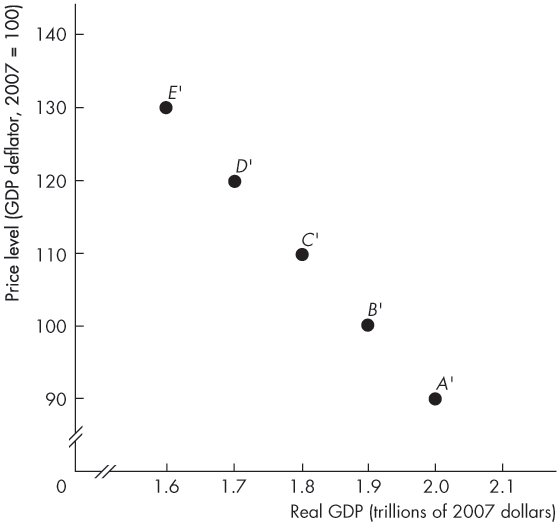 Price level (GDP deflator, 2007 = 100)
140
130
120
110
100
90
0
E'
D'
C'
B'
A'
1.6 1.7 1.8 1.9 2.0 2.1
Real GDP (trillions of 2007 dollars)